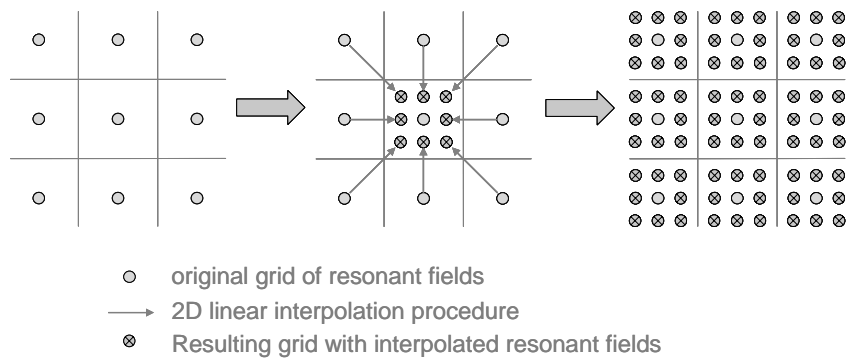 original grid of resonant fields
2D linear interpolation procedure
Resulting grid with interpolated resonant fields